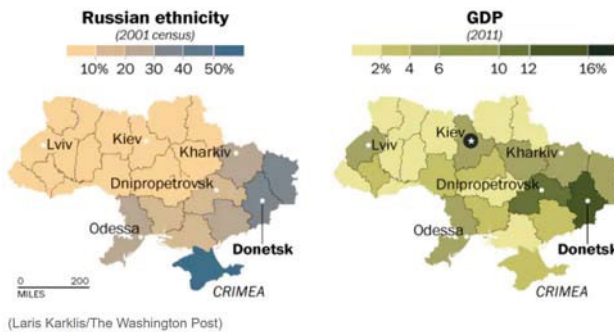 Russian ethnicity
(2001 census)
10% 20 30 40 50%
Lviv
Kiev
Kharkiv
Dnipropetrovsk
Odessa
Donetsk
CRIMEA
0 200
MILES
GDP
(2011)
2% 4 6 10 12 16%
Lviv
Kiev
Kharkiv
Dnipropetrovsk
Odessa
Donetsk
CRIMEA
(Laris Karklis/The Washington Post)